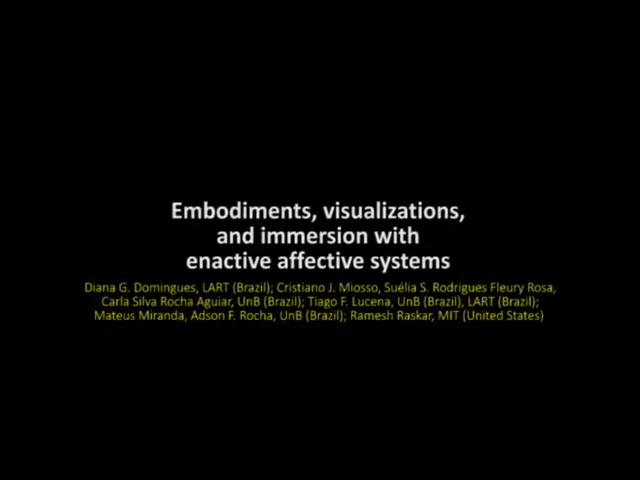 Embodiments, visualizations,
and immersion with
enactive affective systems
Diana G. Domingues, LART (Brazil); Cristiano J. Miosso, Suélia S. Rodrigues Fleury Rosa,
Carla Silva Rocha Aguiar, UnB (Brazil); Tiago F. Lucena, UnB (Brazil), LART (Brazil);
Mateus Miranda, Adson F. Rocha, UnB (Brazil); Ramesh Raskar, MIT (United States)